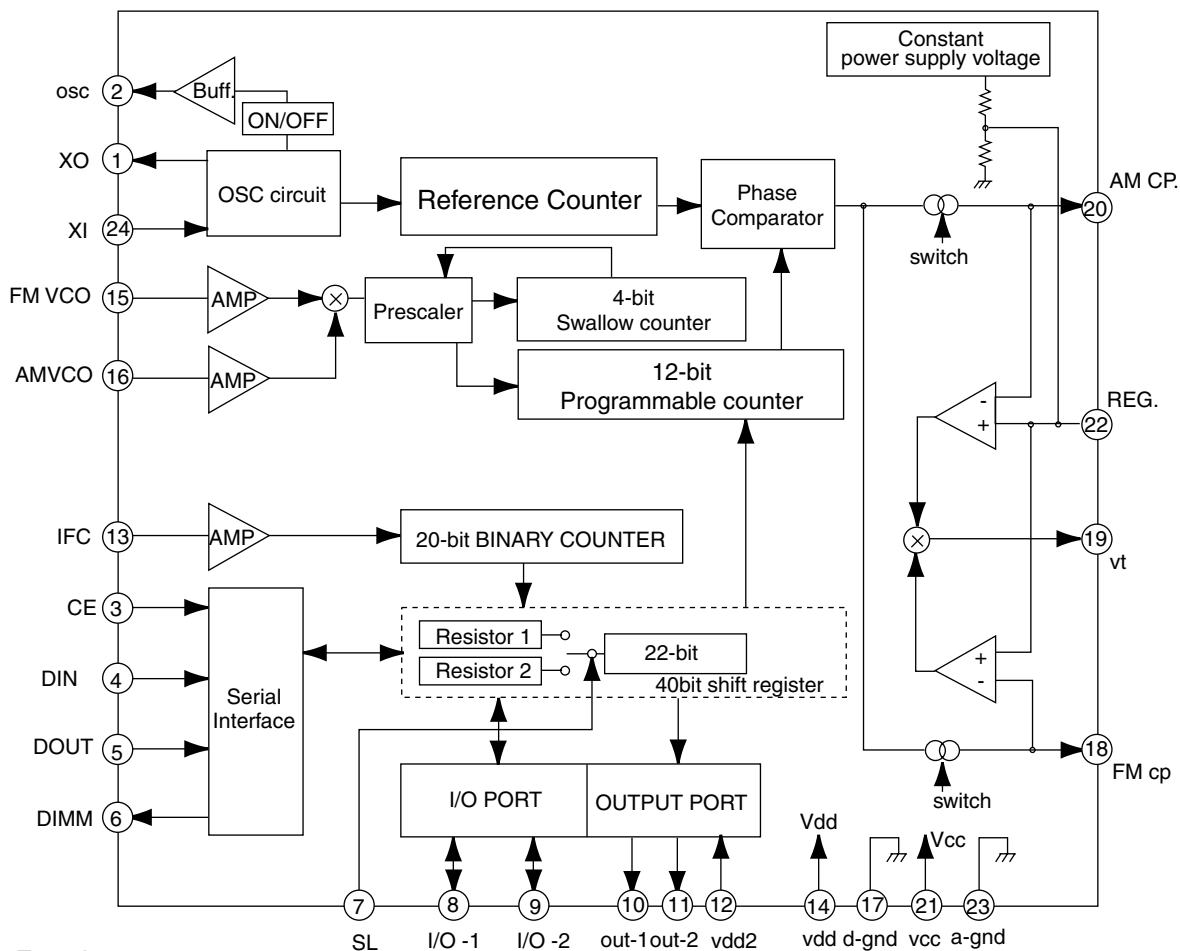 Constant
power supply voltage
osc
2
Buff.
ON/OFF
XO
1
OSC circuit
Reference Counter
Phase
Comparator
AM CP.
20
XI
24
switch
FM VCO
15
AMP
×
Prescaler
4-bit
Swallow counter
AMVCO
16
AMP
12-bit
Programmable counter
-
+
REG.
22
IFC
13
AMP
20-bit BINARY COUNTER
×
19
vt
CE
3
Resistor 1
Resistor 2
22-bit
40bit shift register
DIN
4
Serial
Interface
+
-
DOUT
5
18
FM cp
switch
DIMM
6
I/O PORT
OUTPUT PORT
Vdd
Vcc
7
8
9
10
11
12
14
17
21
23
SL
I/O -1
I/O -2
out-1
out-2
vdd2
vdd
d-gnd
vcc
a-gnd